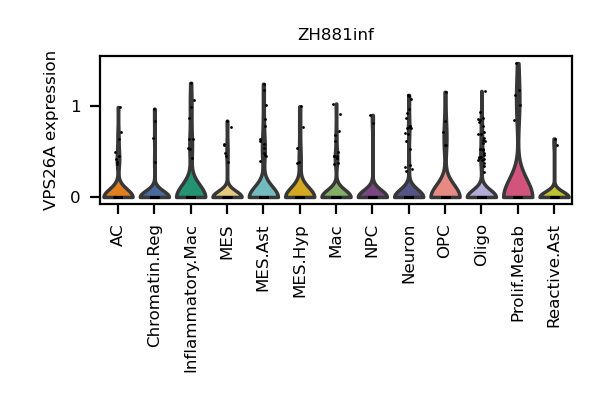 ZH881inf
VPS26A expression
1
0
AC
Chromatin.Reg
Inflammatory.Mac
MES
MES.Ast
MES.Hyp
Mac
NPC
Neuron
OPC
Oligo
Prolif.Metab
Reactive.Ast